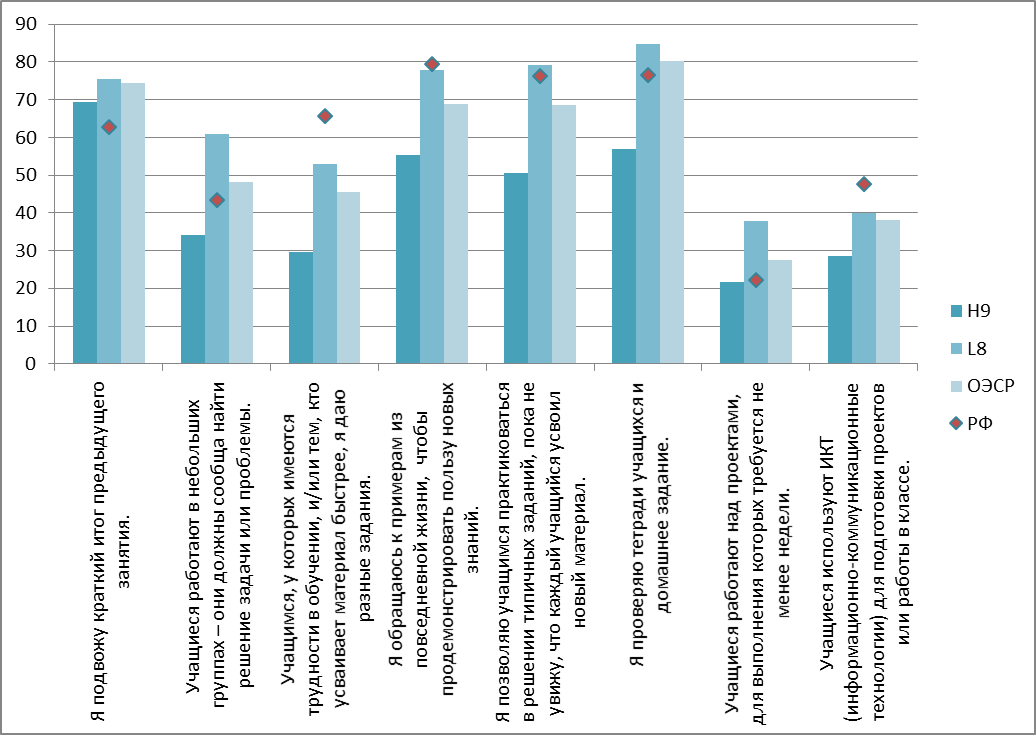 90
80
70
60
50
40
30
20
10
0
H9
L8
ОЭСР
РФ
Я подвожу краткий итог предыдущего
занятия.
Учащиеся работают в небольших
группах – они должны сообща найти
решение задачи или проблемы.
Учащимся, у которых имеются
трудности в обучении, и/или тем, кто
усваивает материал быстрее, я даю
разные задания.
Я обращаюсь к примерам из
повседневной жизни, чтобы
продемонстрировать пользу новых
знаний.
Я позволяю учащимся практиковаться
в решении типичных заданий, пока не
увижу, что каждый учащийся усвоил
новый материал.
Я проверяю тетради учащихся и
домашнее задание.
Учащиеся работают над проектами,
для выполнения которых требуется не
менее недели.
Учащиеся используют ИКТ
(информационно-коммуникационные
технологии) для подготовки проектов
или работы в классе.